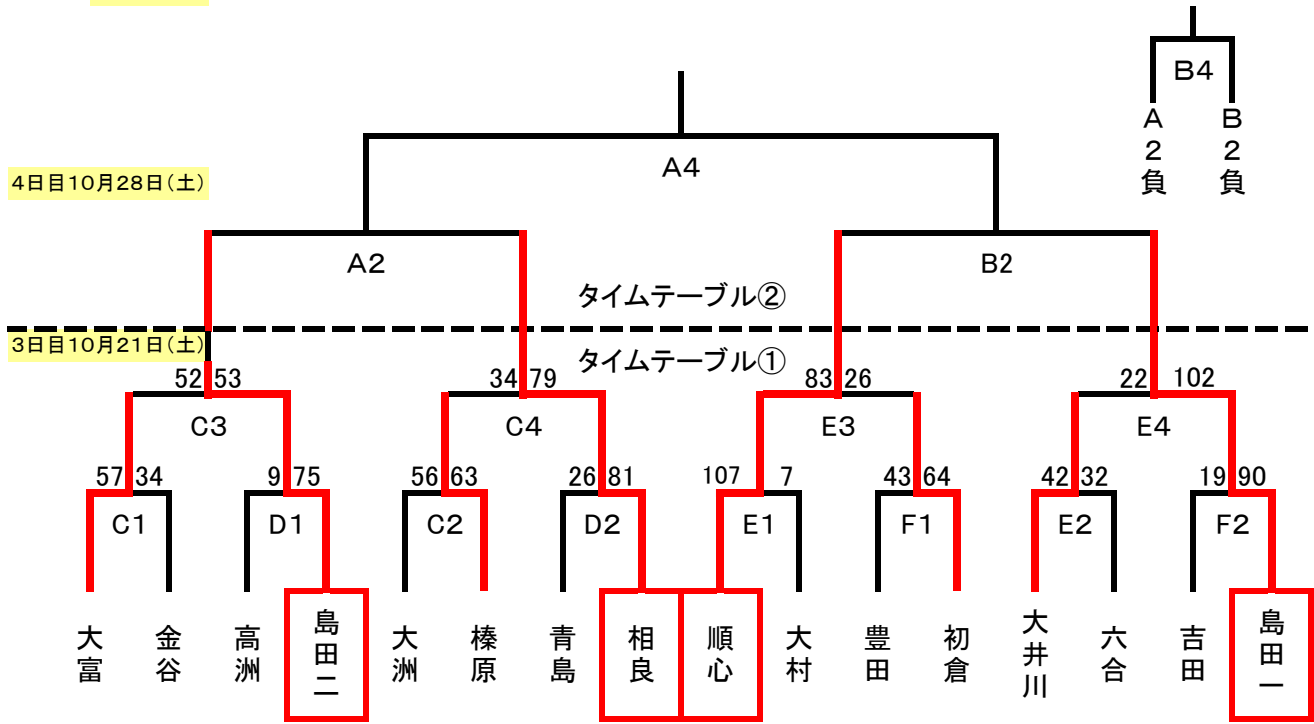 B4
A2負
B2負
A4
4日目10月28日(土)
A2
B2
タイムテーブル②
3日目10月21日(土)
タイムテーブル①
52 53
34 79
83 26
22 102
C3
C4
E3
E4
57 34
9 75
56 63
26 81
107 7
43 64
42 32
19 90
C1
D1
C2
D2
E1
F1
E2
F2
大富
金谷
高洲
島田二
大洲
榛原
青島
相良
順心
大村
豊田
初倉
大井川
六合
吉田
島田一